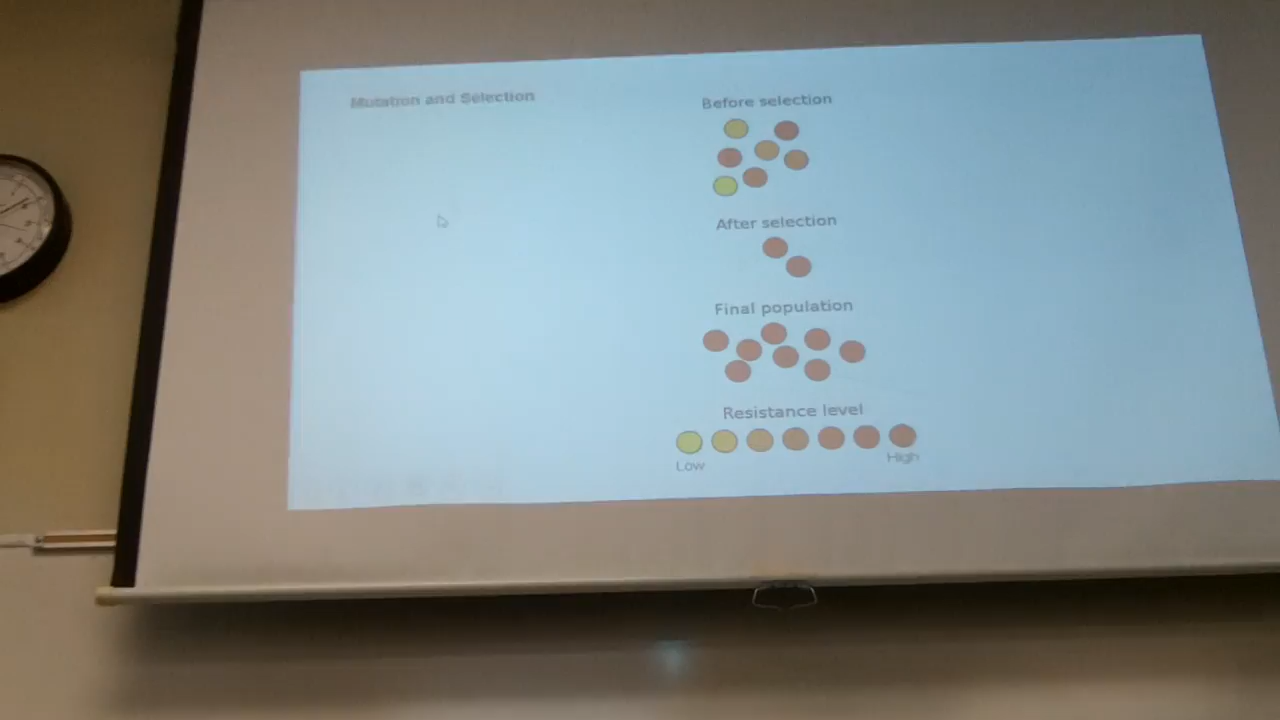 Mutation and Selection
Before selection
After selection
Final population
Resistance level
Low
High